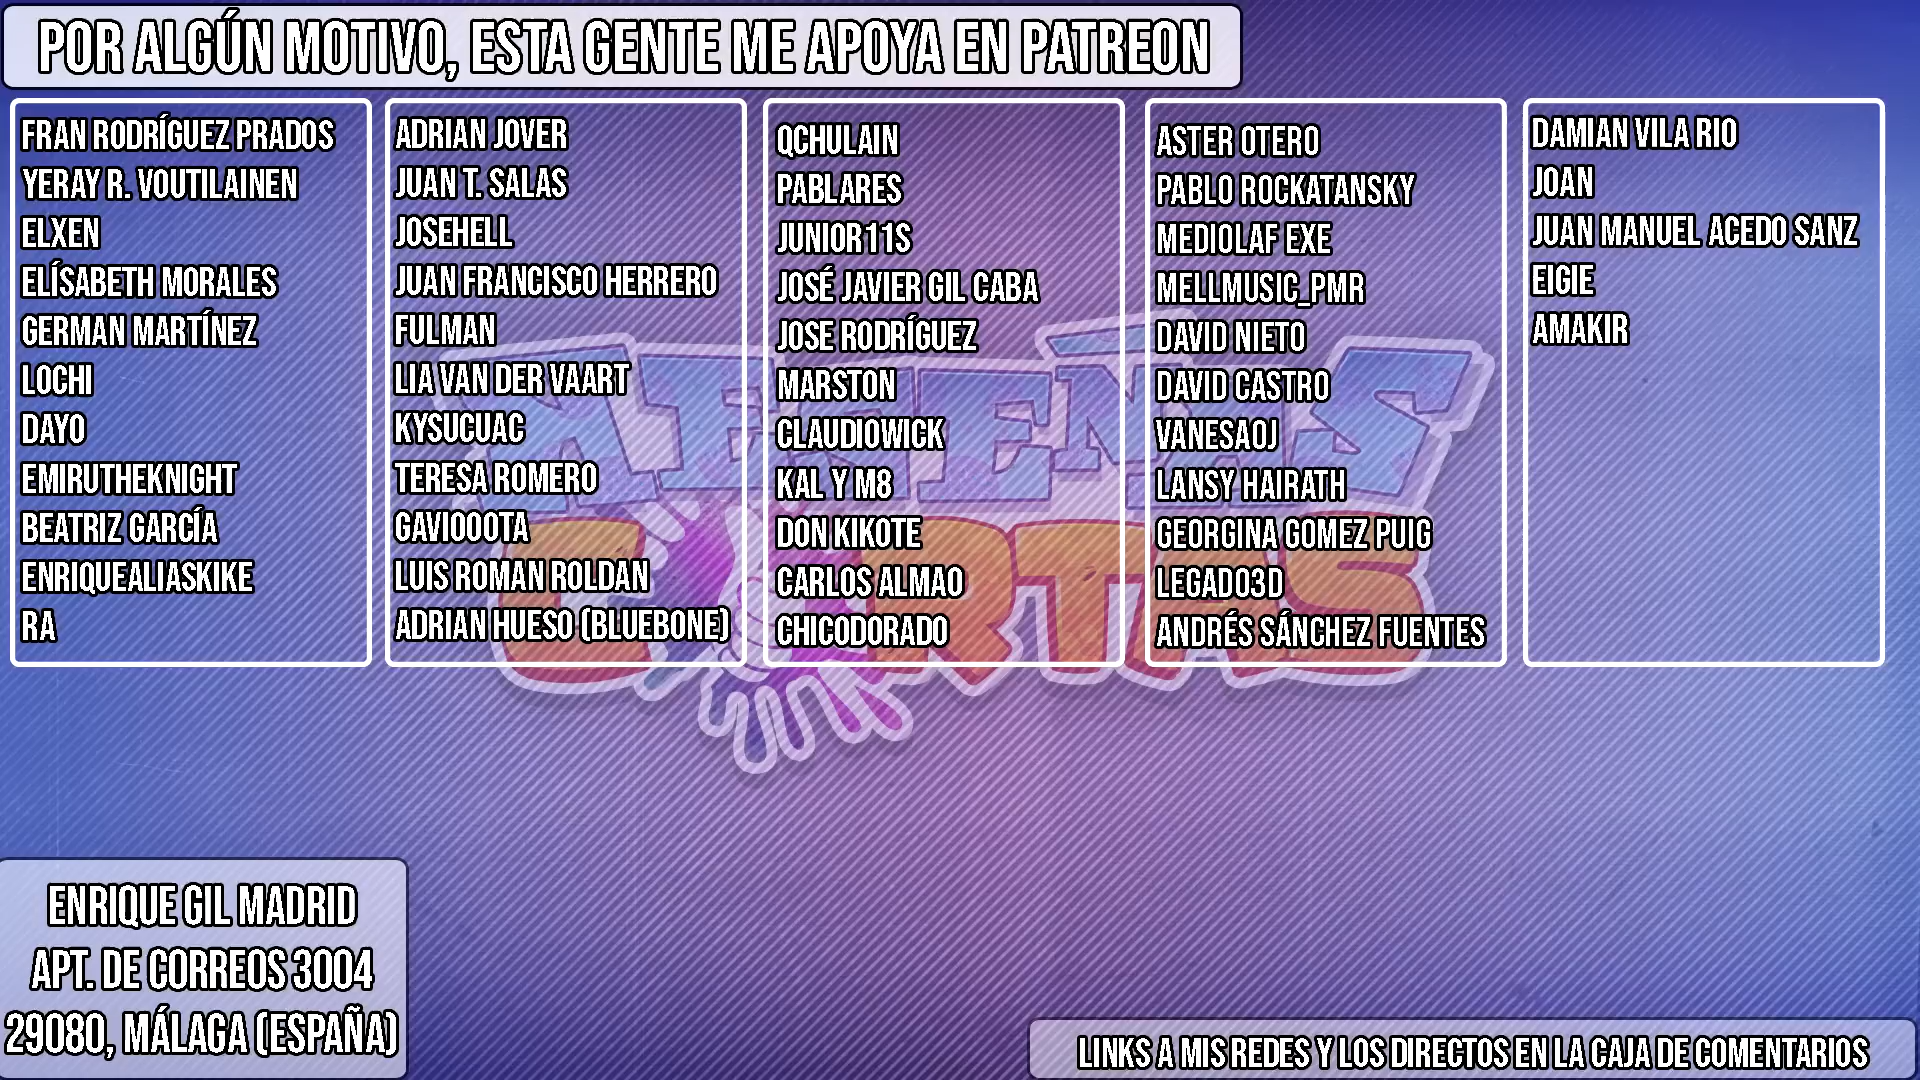 POR ALGÚN MOTIVO, ESTA GENTE ME APOYA EN PATREON
FRAN RODRÍGUEZ PRADOS
YERAY R. VOUTILAINEN
ELXEN
ELÍSABETH MORALES
GERMAN MARTÍNEZ
LOCHI
DAYO
EMIRUTHEKNIGHT
BEATRIZ GARCÍA
ENRIQUEALIASKIKE
RA
ADRIAN JOVER
JUAN T. SALAS
JOSEHELL
JUAN FRANCISCO HERRERO
FULMAN
LIA VAN DER VAART
KYSUCUAC
TERESA ROMERO
GAVIOOOTA
LUIS ROMAN ROLDAN
ADRIAN HUESO (BLUEBONE)
QCHULAIN
PABLARES
JUNIOR11S
JOSÉ JAVIER GIL CABA
JOSE RODRÍGUEZ
MARSTON
CLAUDIOWICK
KAL Y M8
DON KIKOTE
CARLOS ALMAO
CHICODORADO
ASTER OTERO
PABLO ROCKATANSKY
MEDIOLAF EXE
MELLMUSIC_PMR
DAVID NIETO
DAVID CASTRO
VANESAOJ
LANSY HAIRATH
GEORGINA GOMEZ PUIG
LEGADO3D
ANDRÉS SÁNCHEZ FUENTES
DAMIAN VILA RIO
JOAN
JUAN MANUEL ACEDO SANZ
EIGIE
AMAKIR
ENRIQUE GIL MADRID
APT. DE CORREOS 3004
29080, MÁLAGA (ESPAÑA)
LINKS A MIS REDES Y LOS DIRECTOS EN LA CAJA DE COMENTARIOS